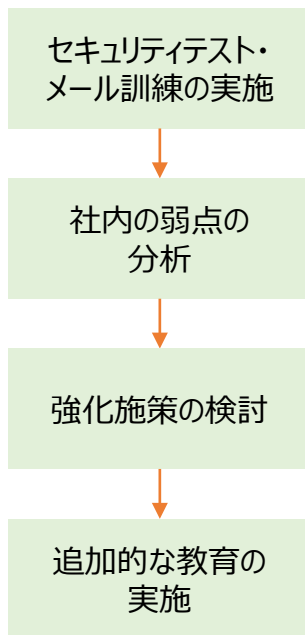 セキュリティテスト・
メール訓練の実施
社内の弱点の
分析
強化施策の検討
追加的な教育の
実施